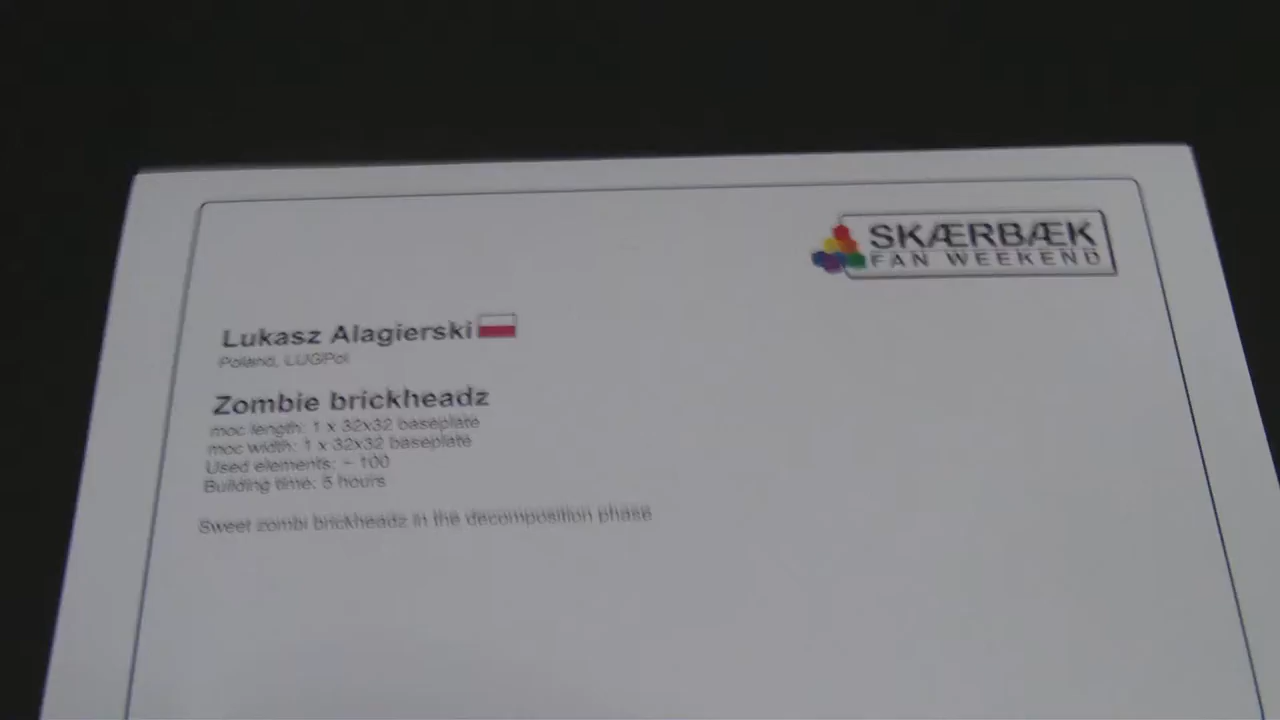 SKÆRBÆK
FAN WEEKEND
Lukasz Alagierski
Poland, LUGPol
Zombie brickheadz
moc length: 1 x 32x32 baseplate
moc width: 1 x 32x32 baseplate
Used elements: ~ 100
Building time: 5 hours
Sweet zombi brickheadz in the decomposition phase